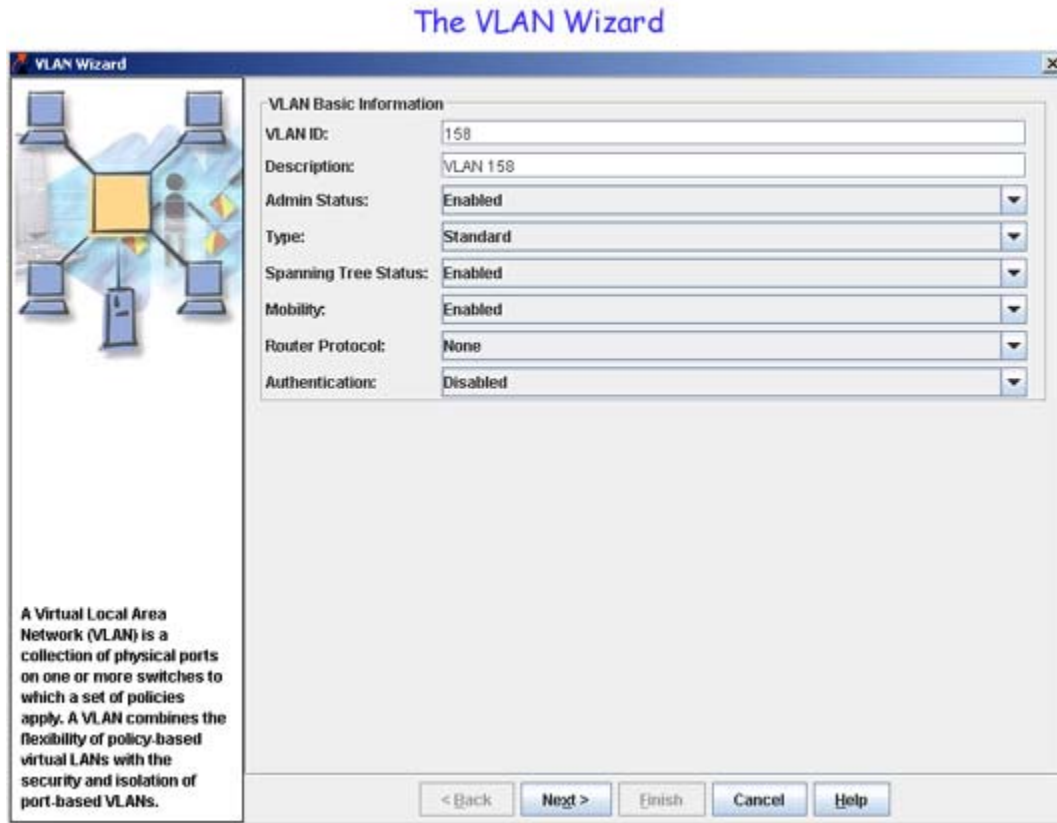 The VLAN Wizard
VLAN Wizard
VLAN Basic Information
VLAN ID: 158
Description: VLAN 158
Admin Status: Enabled
Type: Standard
Spanning Tree Status: Enabled
Mobility: Enabled
Router Protocol: None
Authentication: Disabled
A Virtual Local Area
Network (VLAN) is a
collection of physical ports
on one or more switches to
which a set of policies
apply. A VLAN combines the
flexibility of policy-based
virtual LANs with the
security and isolation of
port-based VLANs.
< Back Next > Finish Cancel Help